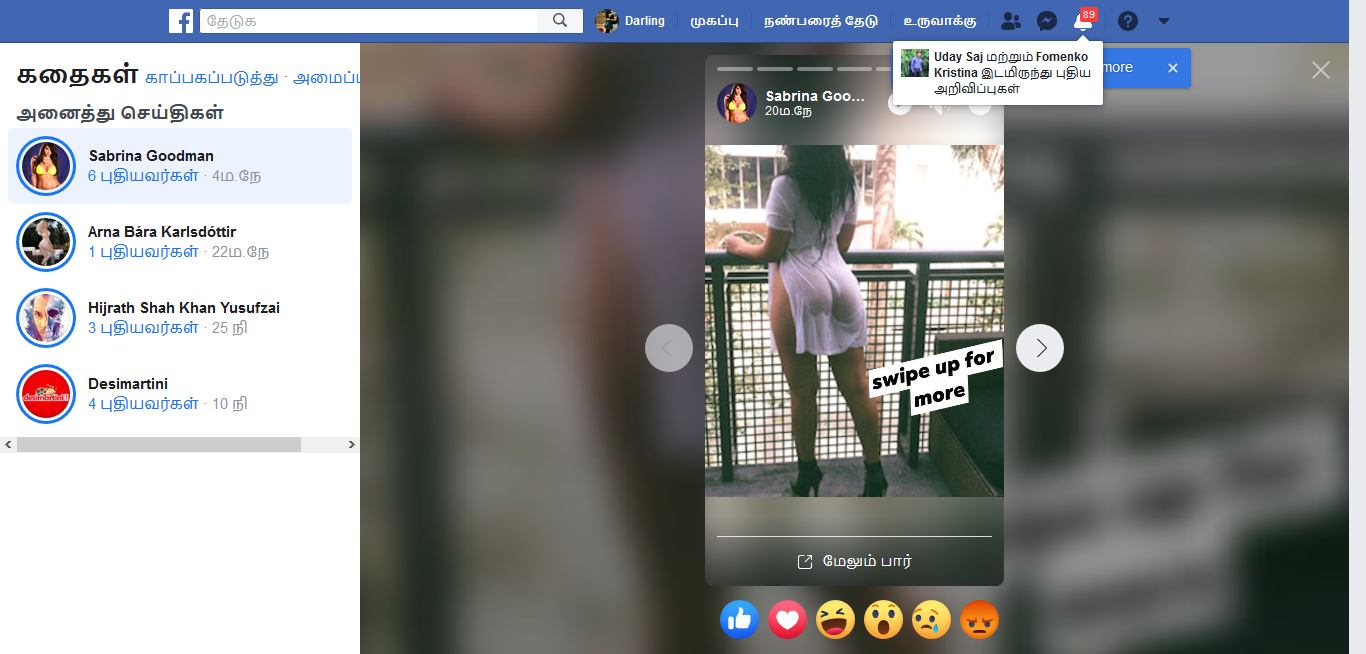 தேடுக
Darling
முகப்பு
நண்பரைத் தேடு
உருவாக்கு
89
Uday Saj மற்றும் Fomenko
Kristina இடமிருந்து புதிய
அறிவிப்புகள்
more
கதைகள் காப்பகப்படுத்து · அமைப்
அனைத்து செய்திகள்
Sabrina Goodman
6 புதியவர்கள் · 4ம.நே
Arna Bára Karlsdóttir
1 புதியவர்கள் · 22ம.நே
Hijrath Shah Khan Yusufzai
3 புதியவர்கள் · 25 நி
Desimartini
4 புதியவர்கள் · 10 நி
Sabrina Goo...
20ம.நே
swipe up for
more
மேலும் பார்